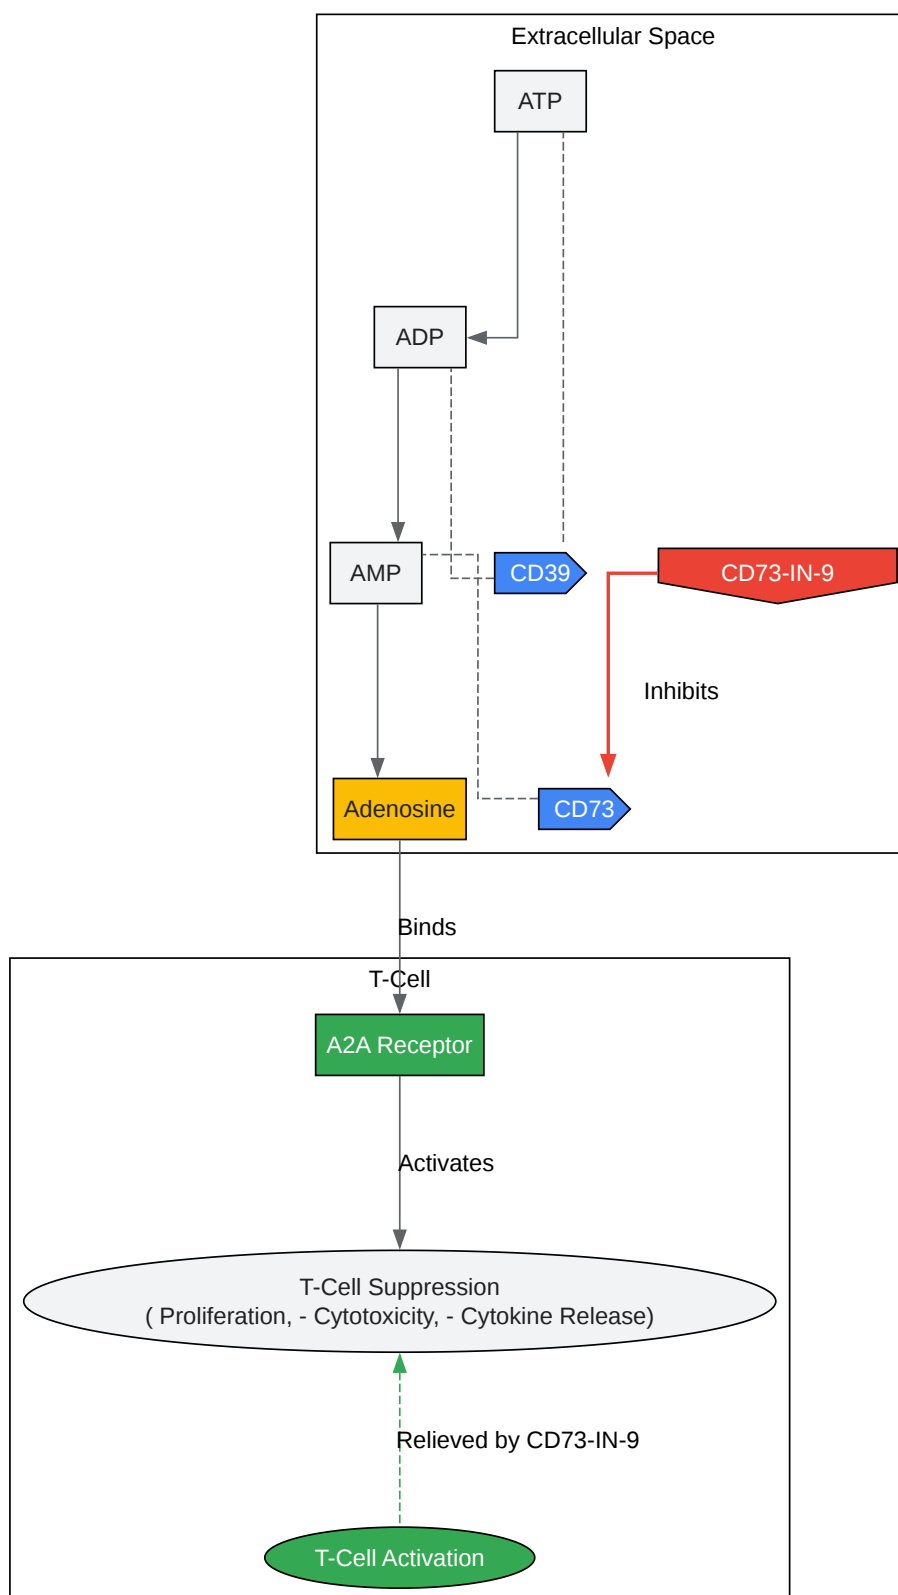 Extracellular Space
ATP
ADP
AMP
CD39
CD73-IN-9
Inhibits
Adenosine
CD73
Binds
T-Cell
A2A Receptor
Activates
T-Cell Suppression
( Proliferation, - Cytotoxicity, - Cytokine Release)
Relieved by CD73-IN-9
T-Cell Activation